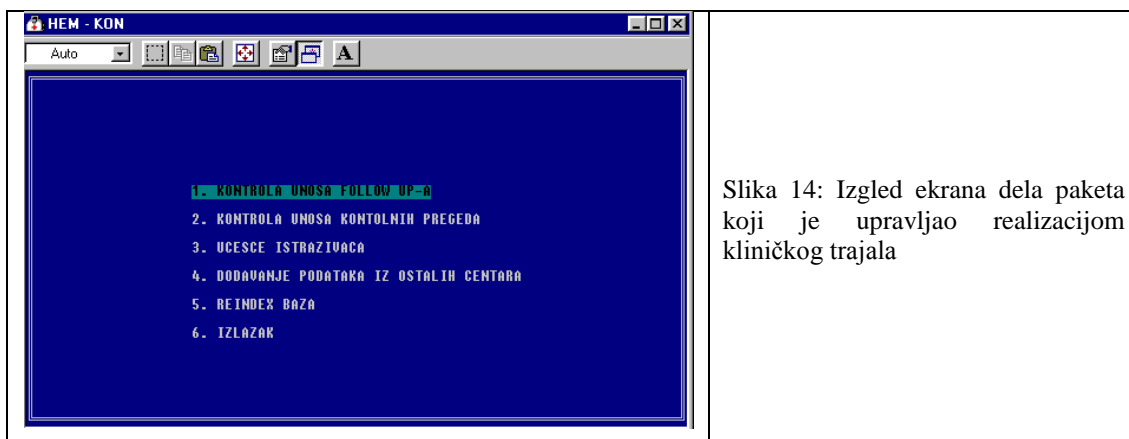 HEM - KON
Auto
A
1. KONTROLA UNOSA FOLLOW UP-A
2. KONTROLA UNOSA KONTOLNIH PREGEDA
3. UCESCE ISTRAZIVACA
4. DODAVANJE PODATAKA IZ OSTALIH CENTARA
5. REINDEX BAZA
6. IZLAZAK
Slika 14: Izgled ekrana dela paketa
koji je upravljao realizacijom
kliničkog trajala